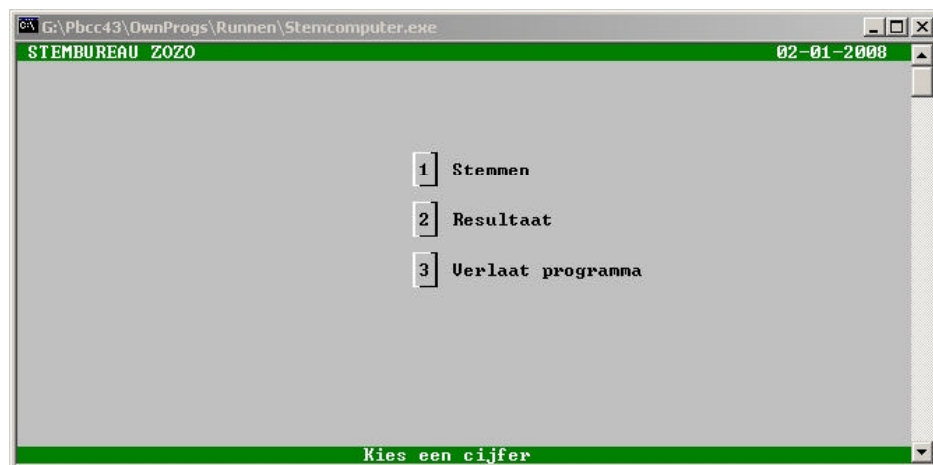 G:\Pbcc43\OwnProgs\Runnen\Stemcomputer.exe
STEMBUREAU ZOZO 02-01-2008
1 Stemmen
2 Resultaat
3 Verlaat programma
Kies een cijfer